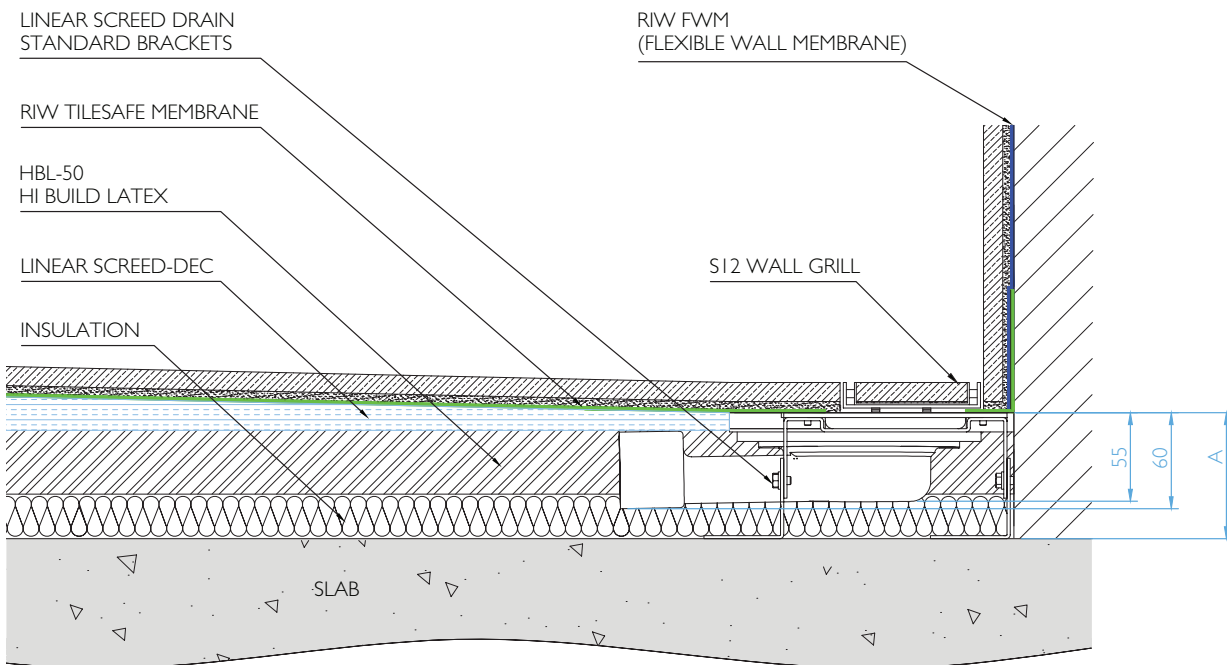 LINEAR SCREED DRAIN
STANDARD BRACKETS
RIW FWM
(FLEXIBLE WALL MEMBRANE)
RIW TILESAFE MEMBRANE
HBL-50
HI BUILD LATEX
LINEAR SCREED-DEC
S12 WALL GRILL
INSULATION
55
60
A
SLAB